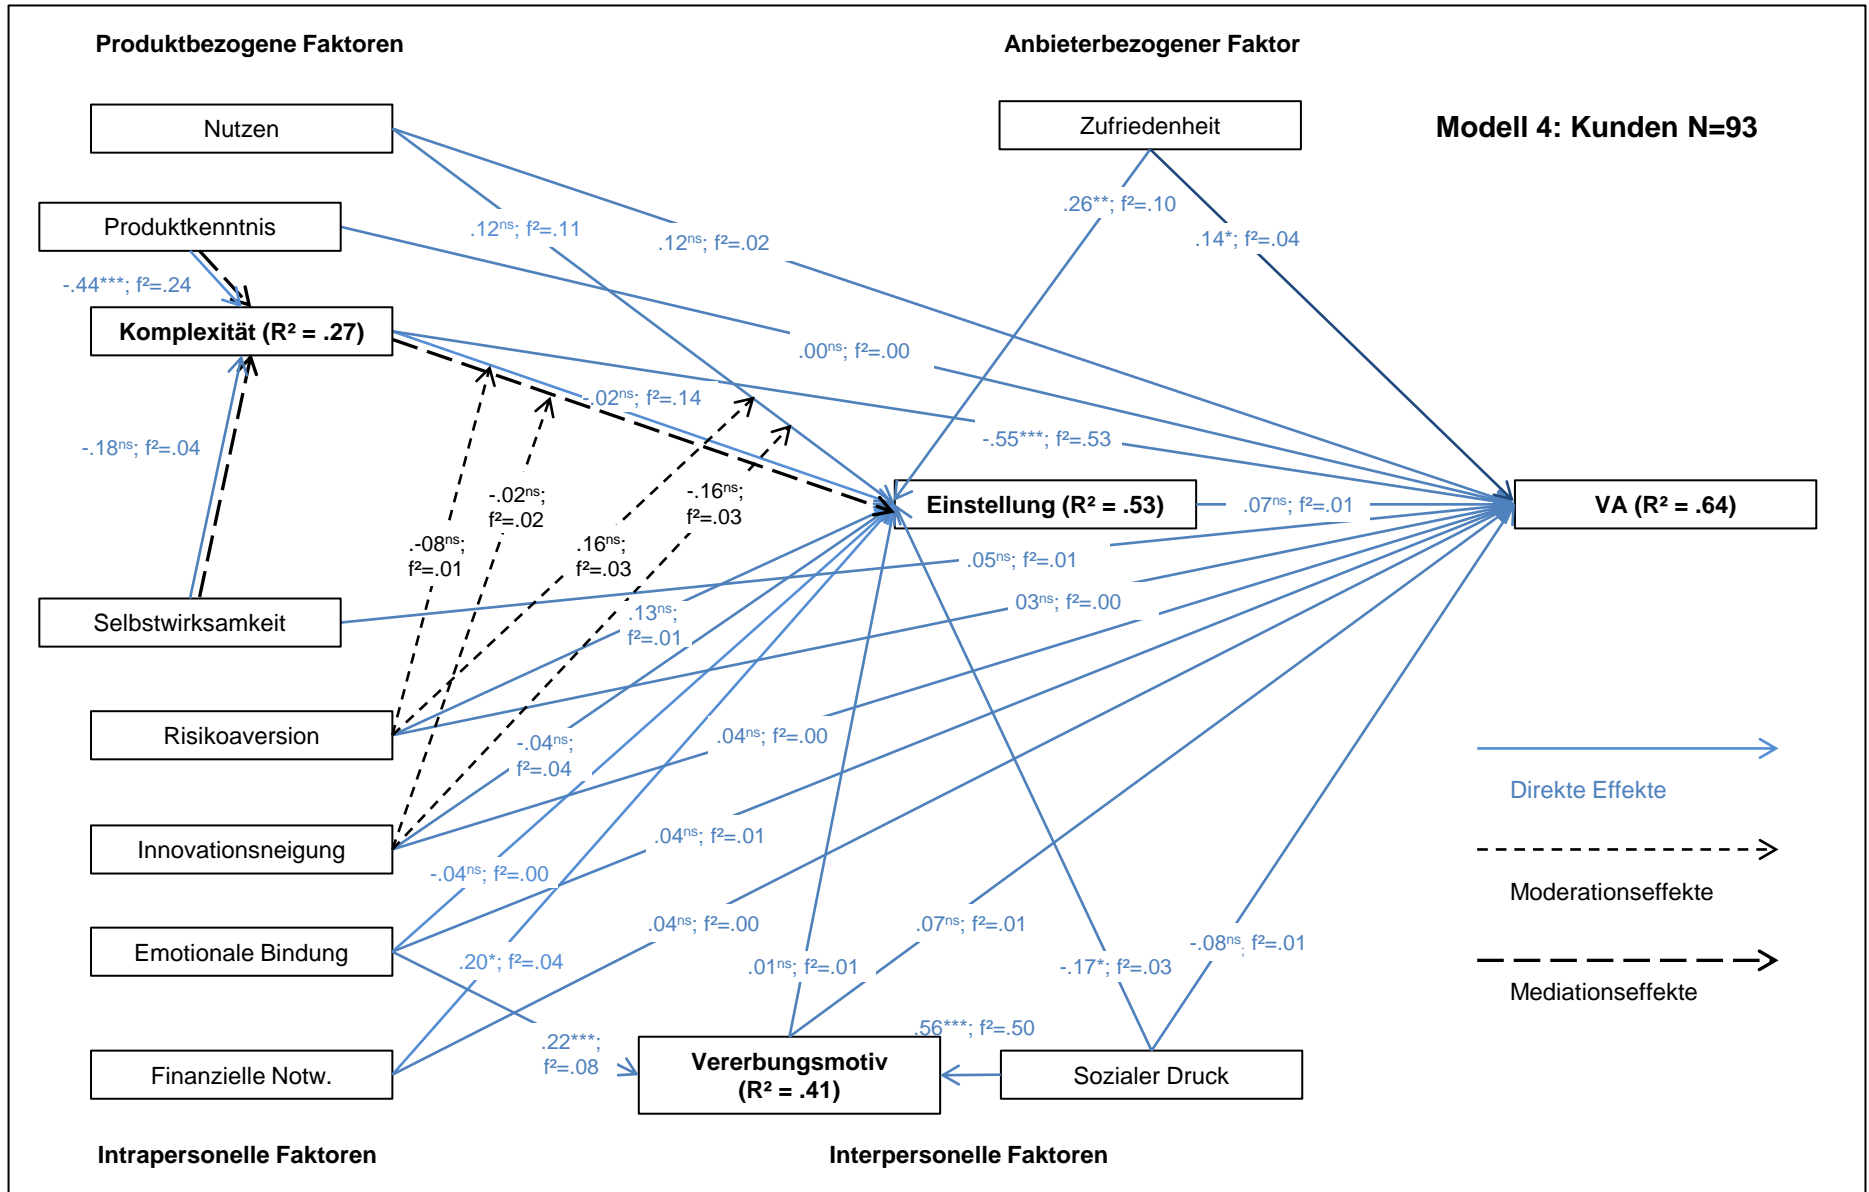 Produktbezogene Faktoren
Anbieterbezogener Faktor
Nutzen
Zufriedenheit
Modell 4: Kunden N=93
.26**; f²=.10
Produktkenntnis
.12ns; f²=.11
.12ns; f²=.02
.14*; f²=.04
-.44***; f²=.24
Komplexität (R² = .27)
.00ns; f²=.00
-.02ns; f²=.14
-.55***; f²=.53
-.18ns; f²=.04
-.02ns;
f²=.02
-.16ns;
f²=.03
Einstellung (R² = .53)
.07ns; f²=.01
VA (R² = .64)
.-08ns;
f²=.01
.16ns;
f²=.03
.05ns; f²=.01
Selbstwirksamkeit
.13ns;
f²=.01
03ns; f²=.00
Risikoaversion
-.04ns;
f²=.04
.04ns; f²=.00
Direkte Effekte
Innovationsneigung
.04ns; f²=.01
-.04ns; f²=.00
Moderationseffekte
Emotionale Bindung
.04ns; f²=.00
.07ns; f²=.01
-.08ns; f²=.01
.20*; f²=.04
.01ns; f²=.01
-.17*; f²=.03
Mediationseffekte
.22***;
f²=.08
.56***; f²=.50
Finanzielle Notw.
Vererbungsmotiv
(R² = .41)
Sozialer Druck
Intrapersonelle Faktoren
Interpersonelle Faktoren